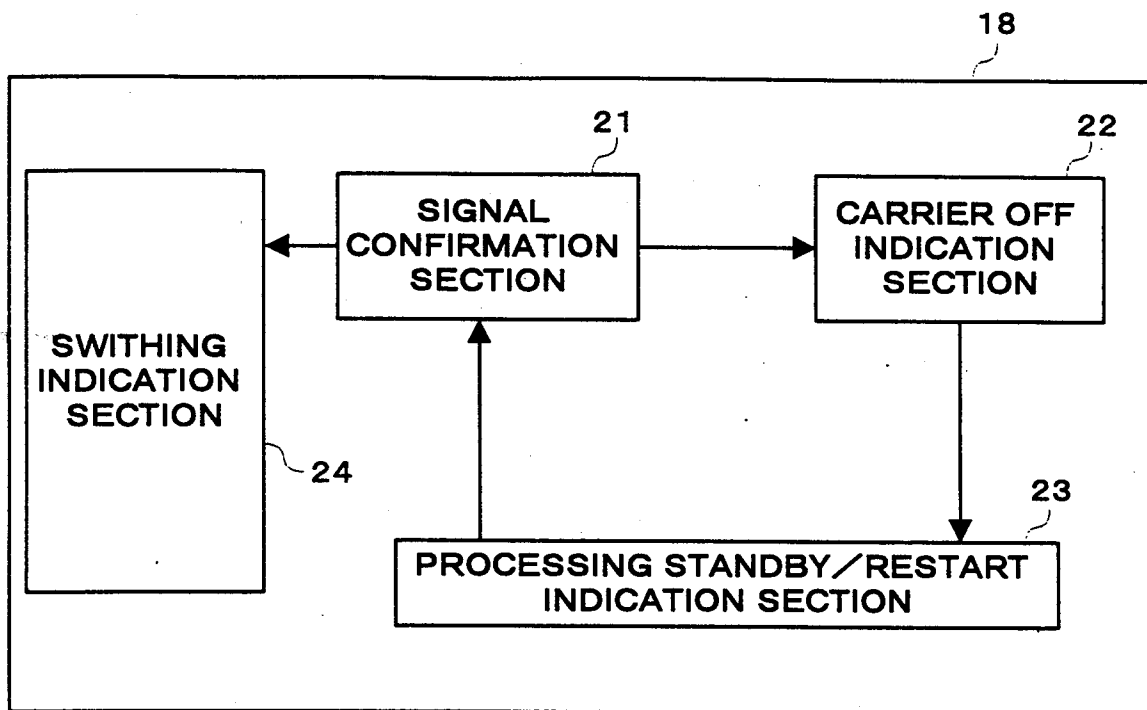 18
21
SIGNAL
CONFIRMATION
SECTION
22
CARRIER OFF
INDICATION
SECTION
SWITHING
INDICATION
SECTION
24
23
PROCESSING STANDBY/RESTART
INDICATION SECTION